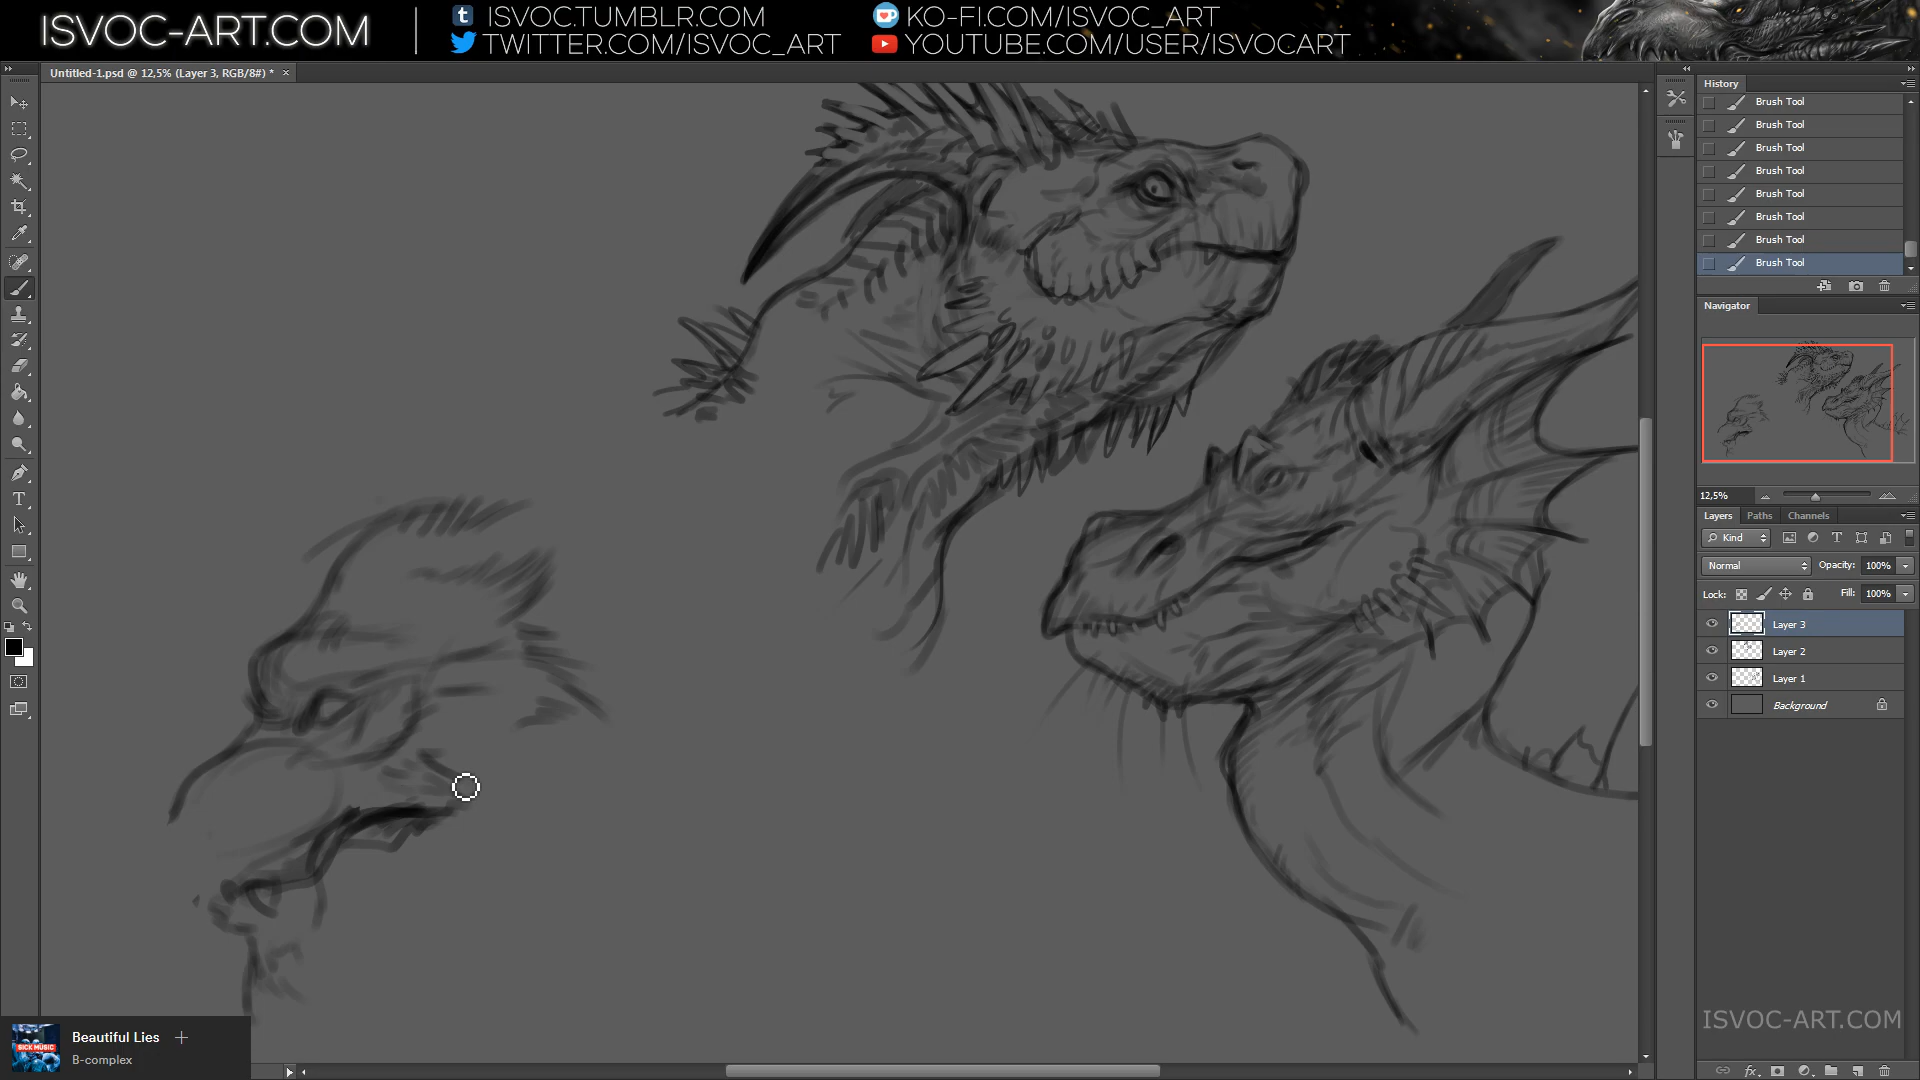 ISVOC-ART.COM
ISVOC.TUMBLR.COM
KO-FI.COM/ISVOC_ART
TWITTER.COM/ISVOC_ART
YOUTUBE.COM/USER/ISVOCART
Untitled-1.psd @ 12,5% (Layer 3, RGB/8#) *
History
Brush Tool
Brush Tool
Brush Tool
Brush Tool
Brush Tool
Brush Tool
Brush Tool
Brush Tool
Navigator
12,5%
Layers
Paths
Channels
Kind
Normal
Opacity: 100%
Lock:
Fill: 100%
Layer 3
Layer 2
Layer 1
Background
ISVOC-ART.COM
SICK MUSIC
Beautiful Lies
B-complex